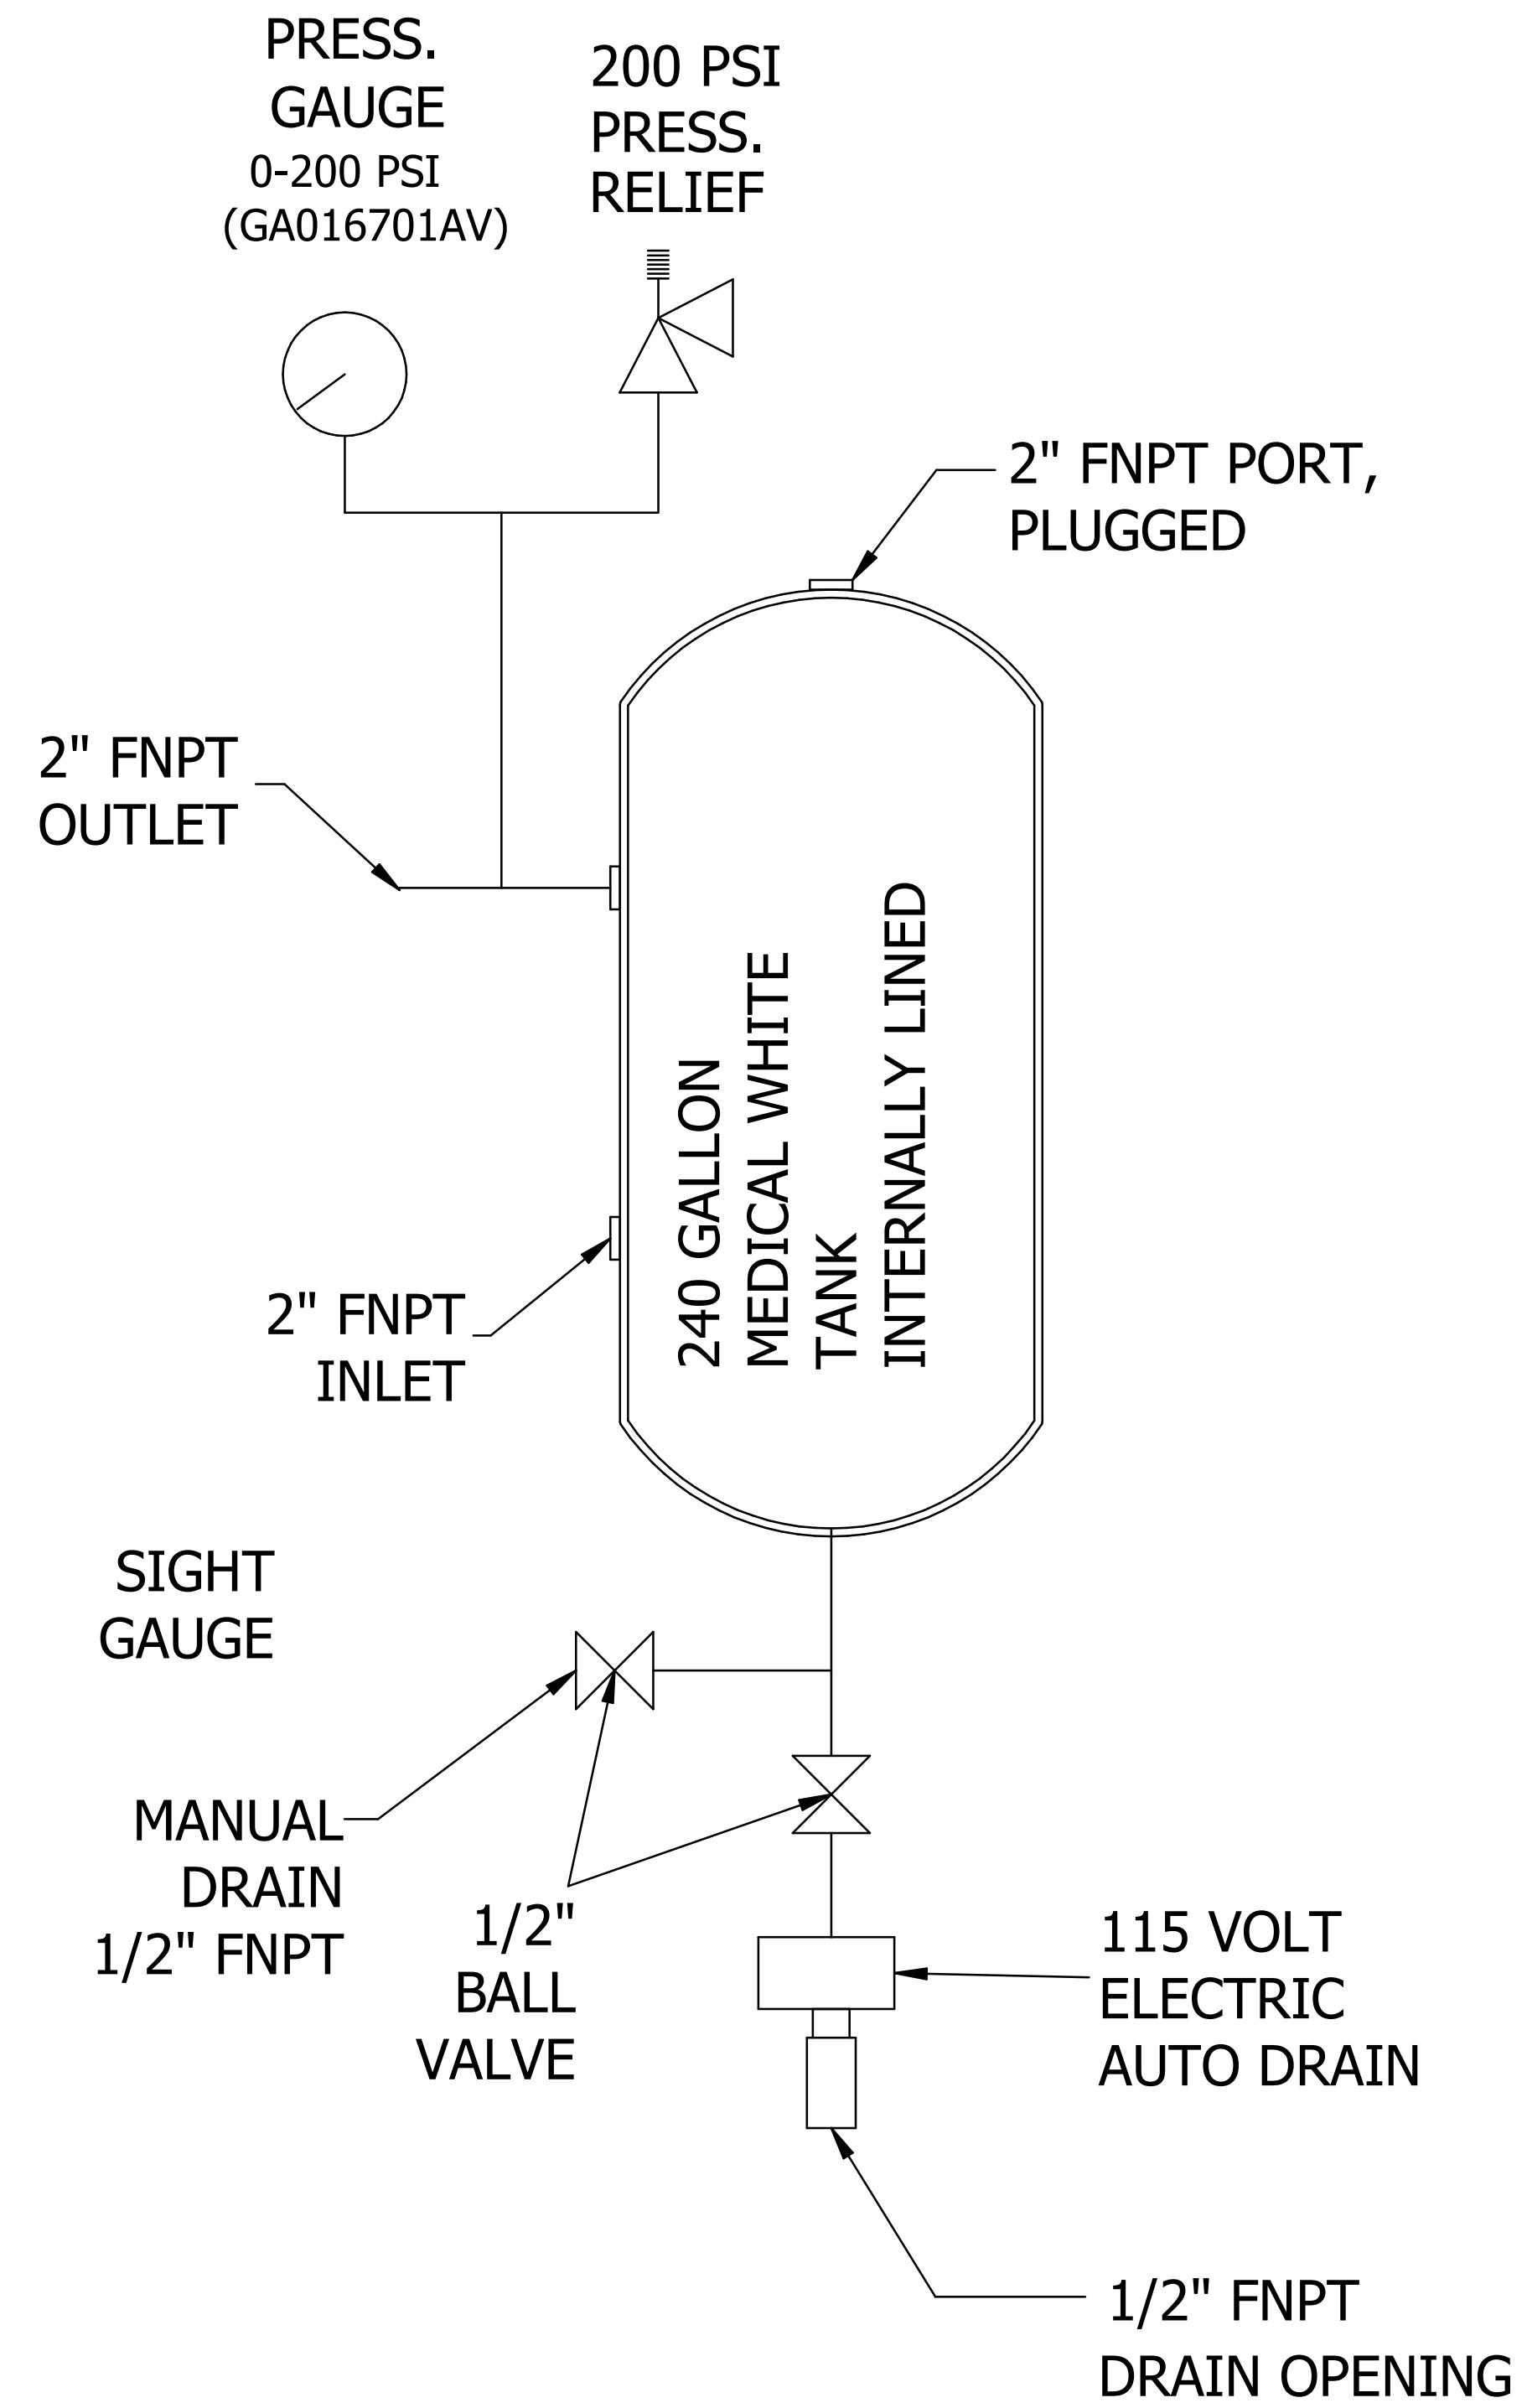 PRESS.
GAUGE
0-200 PSI
(GA016701AV)
200 PSI
PRESS.
RELIEF
2" FNPT PORT,
PLUGGED
2" FNPT
OUTLET
240 GALLON
MEDICAL WHITE
TANK
INTERNALLY LINED
2" FNPT
INLET
SIGHT
GAUGE
MANUAL
DRAIN
1/2" FNPT
1/2"
BALL
VALVE
115 VOLT
ELECTRIC
AUTO DRAIN
1/2" FNPT
DRAIN OPENING